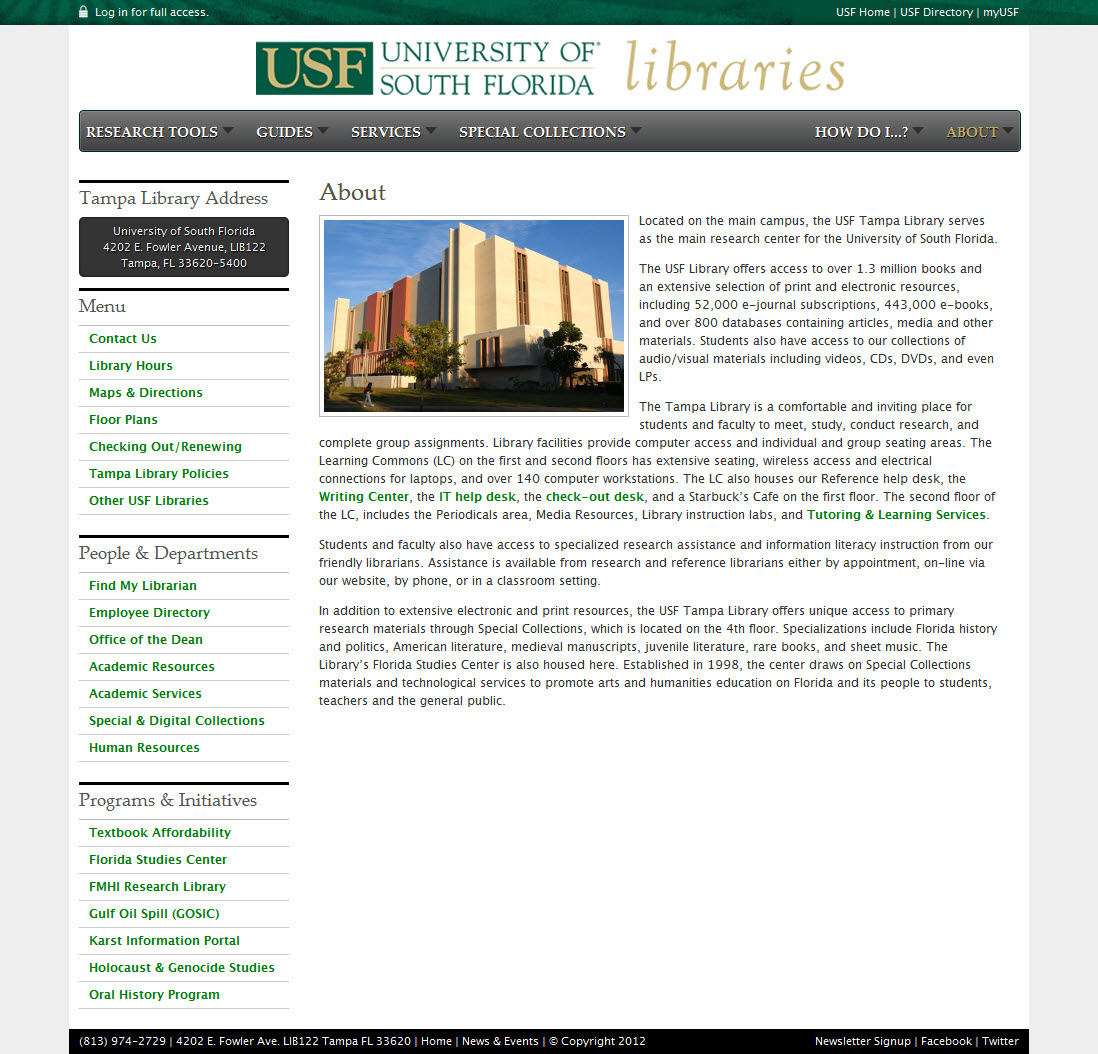 Log in for full access.
USF Home | USF Directory | myUSF
USF UNIVERSITY OF® SOUTH FLORIDA libraries
RESEARCH TOOLS GUIDES SERVICES SPECIAL COLLECTIONS HOW DO I...? ABOUT
Tampa Library Address
University of South Florida
4202 E. Fowler Avenue, LIB122
Tampa, FL 33620-5400
Menu
Contact Us
Library Hours
Maps & Directions
Floor Plans
Checking Out/Renewing
Tampa Library Policies
Other USF Libraries
People & Departments
Find My Librarian
Employee Directory
Office of the Dean
Academic Resources
Academic Services
Special & Digital Collections
Human Resources
Programs & Initiatives
Textbook Affordability
Florida Studies Center
FMHI Research Library
Gulf Oil Spill (GOSIC)
Karst Information Portal
Holocaust & Genocide Studies
Oral History Program
About
Located on the main campus, the USF Tampa Library serves
as the main research center for the University of South Florida.
The USF Library offers access to over 1.3 million books and
an extensive selection of print and electronic resources,
including 52,000 e-journal subscriptions, 443,000 e-books,
and over 800 databases containing articles, media and other
materials. Students also have access to our collections of
audio/visual materials including videos, CDs, DVDs, and even
LPs.
The Tampa Library is a comfortable and inviting place for
students and faculty to meet, study, conduct research, and
complete group assignments. Library facilities provide computer access and individual and group seating areas. The
Learning Commons (LC) on the first and second floors has extensive seating, wireless access and electrical
connections for laptops, and over 140 computer workstations. The LC also houses our Reference help desk, the
Writing Center, the IT help desk, the check-out desk, and a Starbuck's Cafe on the first floor. The second floor of
the LC, includes the Periodicals area, Media Resources, Library instruction labs, and Tutoring & Learning Services.
Students and faculty also have access to specialized research assistance and information literacy instruction from our
friendly librarians. Assistance is available from research and reference librarians either by appointment, on-line via
our website, by phone, or in a classroom setting.
In addition to extensive electronic and print resources, the USF Tampa Library offers unique access to primary
research materials through Special Collections, which is located on the 4th floor. Specializations include Florida history
and politics, American literature, medieval manuscripts, juvenile literature, rare books, and sheet music. The
Library's Florida Studies Center is also housed here. Established in 1998, the center draws on Special Collections
materials and technological services to promote arts and humanities education on Florida and its people to students,
teachers and the general public.
(813) 974-2729 | 4202 E. Fowler Ave. LIB122 Tampa FL 33620 | Home | News & Events | © Copyright 2012
Newsletter Signup | Facebook | Twitter